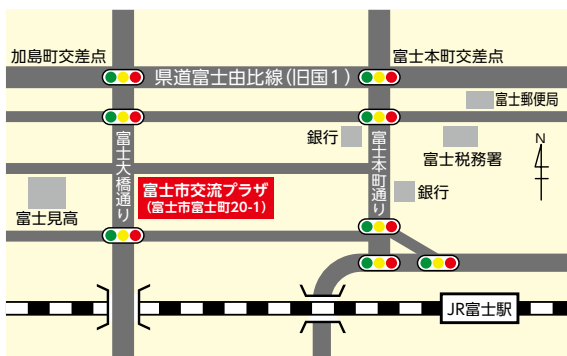 加島町交差点
富士本町交差点
県道富士由比線(旧国1)
富士郵便局
銀行
富士税務署
N
富士大橋通り
富士本町通り
富士市交流プラザ
(富士市富士町20-1)
銀行
富士見高
JR富士駅